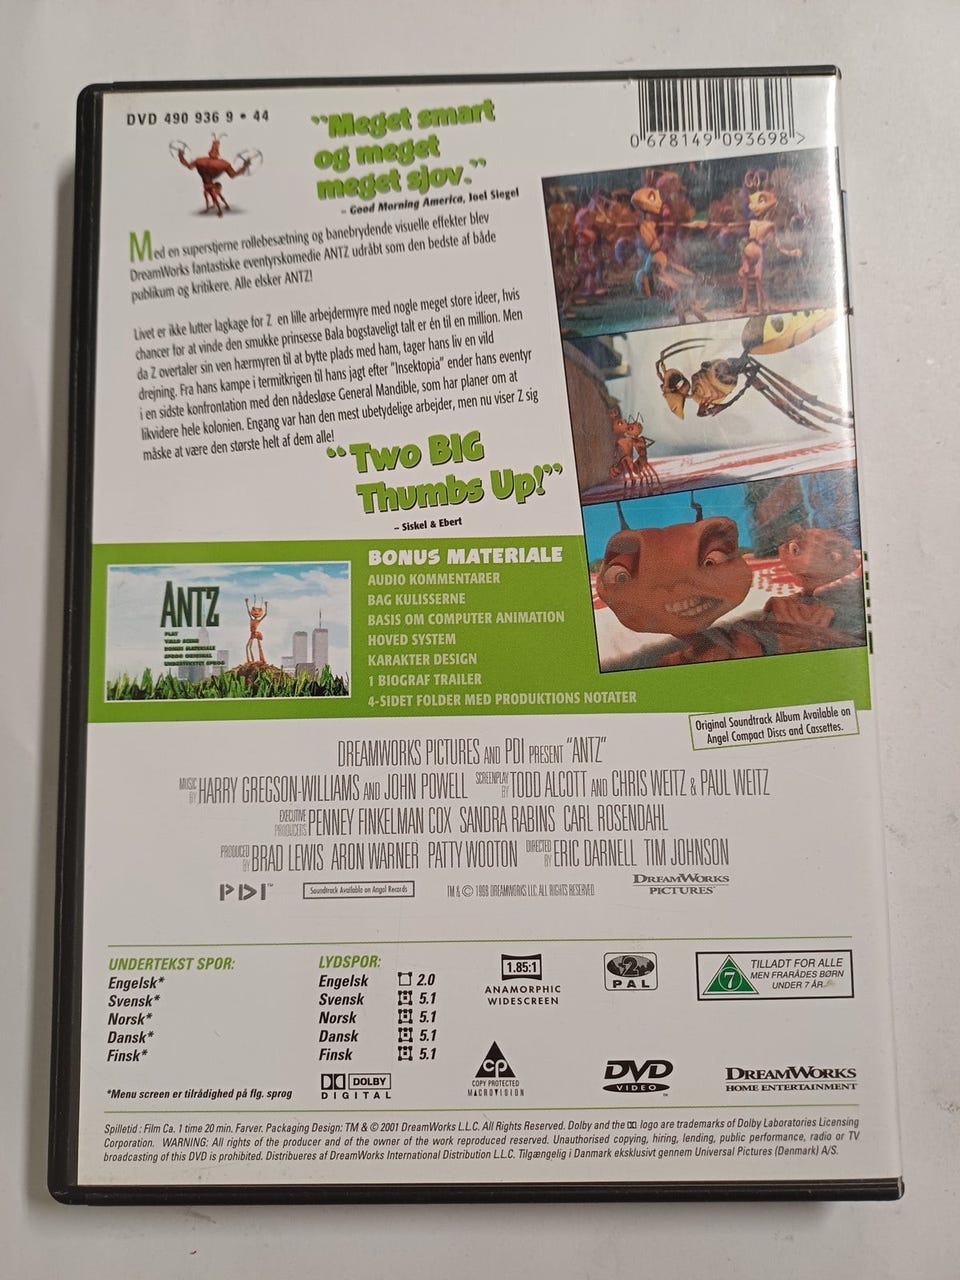 DVD 490 936 9 • 44
"Meget smart
og meget
meget sjov."
– Good Morning America, Joel Siegel
0 678149 093698 >
Med en superstjerne rollebesætning og banebrydende visuelle effekter blev
DreamWorks fantastiske eventyrskomedie ANTZ udråbt som den bedste af både
publikum og kritikere. Alle elsker ANTZ!
Livet er ikke lutter lagkage for Z en lille arbejdermyre med nogle meget store ideer, hvis
chancer for at vinde den smukke prinsesse Bala bogstaveligt talt er én til en million. Men
da Z overtaler sin ven hærmyren til at bytte plads med ham, tager hans liv en vild
drejning. Fra hans kampe i termitkrigen til hans jagt efter "Insektopia" ender hans eventyr
i en sidste konfrontation med den nådesløse General Mandible, som har planer om at
likvidere hele kolonien. Engang var han den mest ubetydelige arbejder, men nu viser Z sig
måske at være den største helt af dem alle!
"Two BIG
Thumbs Up!"
– Siskel & Ebert
BONUS MATERIALE
AUDIO KOMMENTARER
BAG KULISSERNE
BASIS OM COMPUTER ANIMATION
HOVED SYSTEM
KARAKTER DESIGN
1 BIOGRAF TRAILER
4-SIDET FOLDER MED PRODUKTIONS NOTATER
ANTZ
PLAY
VÆLG SCENE
BONUS MATERIALE
SPROG ORIGINAL
UNDERTEKST SPROG
Original Soundtrack Album Available on
Angel Compact Discs and Cassettes.
DREAMWORKS PICTURES AND PDI PRESENT "ANTZ"
MUSIC BY HARRY GREGSON-WILLIAMS AND JOHN POWELL SCREENPLAY BY TODD ALCOTT AND CHRIS WEITZ & PAUL WEITZ
EXECUTIVE PRODUCERS PENNEY FINKELMAN COX SANDRA RABINS CARL ROSENDAHL
PRODUCED BY BRAD LEWIS ARON WARNER PATTY WOOTON DIRECTED BY ERIC DARNELL TIM JOHNSON
PDI™
Soundtrack Available on Angel Records
TM & © 1998 DREAMWORKS LLC. ALL RIGHTS RESERVED
DREAMWORKS
PICTURES
UNDERTEKST SPOR:
Engelsk*
Svensk*
Norsk*
Dansk*
Finsk*
*Menu screen er tilrådighed på flg. sprog
LYDSPOR:
Engelsk 2.0
Svensk 5.1
Norsk 5.1
Dansk 5.1
Finsk 5.1
DOLBY
DIGITAL
1.85:1
ANAMORPHIC
WIDESCREEN
2
PAL
7
TILLADT FOR ALLE
MEN FRARÅDES BØRN
UNDER 7 ÅR
CP
COPY PROTECTED
MACROVISION
DVD
VIDEO
DREAMWORKS
HOME ENTERTAINMENT
Spilletid : Film Ca. 1 time 20 min. Farver. Packaging Design: TM & © 2001 DreamWorks L.L.C. All Rights Reserved. Dolby and the logo are trademarks of Dolby Laboratories Licensing
Corporation. WARNING: All rights of the producer and of the owner of the work reproduced reserved. Unauthorised copying, hiring, lending, public performance, radio or TV
broadcasting of this DVD is prohibited. Distribueres af DreamWorks International Distribution L.L.C. Tilgængelig i Danmark eksklusivt gennem Universal Pictures (Denmark) A/S.